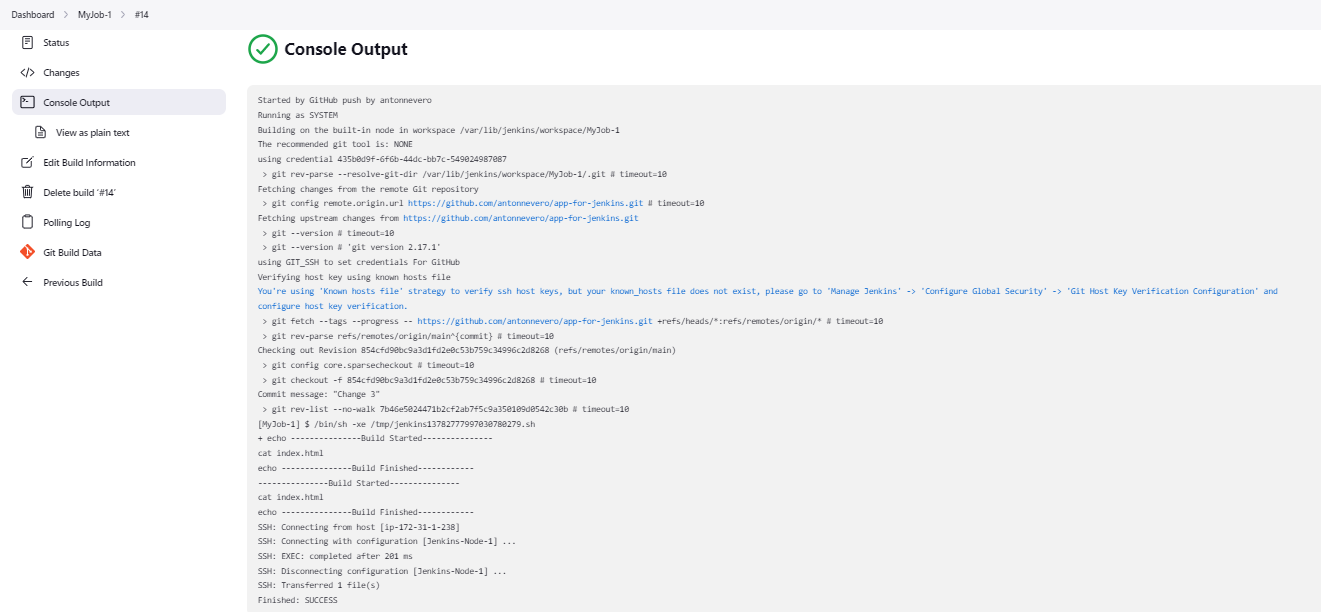 Dashboard > MyJob-1 > #14
Status
Changes
Console Output
View as plain text
Edit Build Information
Delete build '#14'
Polling Log
Git Build Data
Previous Build
Console Output
Started by GitHub push by antonnevero
Running as SYSTEM
Building on the built-in node in workspace /var/lib/jenkins/workspace/MyJob-1
The recommended git tool is: NONE
using credential 435b0d9f-6f6b-44dc-bb7c-549024987087
> git rev-parse --resolve-git-dir /var/lib/jenkins/workspace/MyJob-1/.git # timeout=10
Fetching changes from the remote Git repository
> git config remote.origin.url https://github.com/antonnevero/app-for-jenkins.git # timeout=10
Fetching upstream changes from https://github.com/antonnevero/app-for-jenkins.git
> git --version # timeout=10
> git --version # 'git version 2.17.1'
using GIT_SSH to set credentials For GitHub
Verifying host key using known hosts file
You're using 'Known hosts file' strategy to verify ssh host keys, but your known_hosts file does not exist, please go to 'Manage Jenkins' -> 'Configure Global Security' -> 'Git Host Key Verification Configuration' and
configure host key verification.
> git fetch --tags --progress -- https://github.com/antonnevero/app-for-jenkins.git +refs/heads/*:refs/remotes/origin/* # timeout=10
> git rev-parse refs/remotes/origin/main^{commit} # timeout=10
Checking out Revision 854cfd90bc9a3d1fd2e0c53b759c34996c2d8268 (refs/remotes/origin/main)
> git config core.sparsecheckout # timeout=10
> git checkout -f 854cfd90bc9a3d1fd2e0c53b759c34996c2d8268 # timeout=10
Commit message: "Change 3"
> git rev-list --no-walk 7b46e5024471b2cf2ab7f5c9a350109d0542c30b # timeout=10
[MyJob-1] $ /bin/sh -xe /tmp/jenkins13782777997030780279.sh
+ echo ---------------Build Started---------------
cat index.html
echo ---------------Build Finished------------
---------------Build Started---------------
cat index.html
echo ---------------Build Finished------------
SSH: Connecting from host [ip-172-31-1-238]
SSH: Connecting with configuration [Jenkins-Node-1] ...
SSH: EXEC: completed after 201 ms
SSH: Disconnecting configuration [Jenkins-Node-1] ...
SSH: Transferred 1 file(s)
Finished: SUCCESS